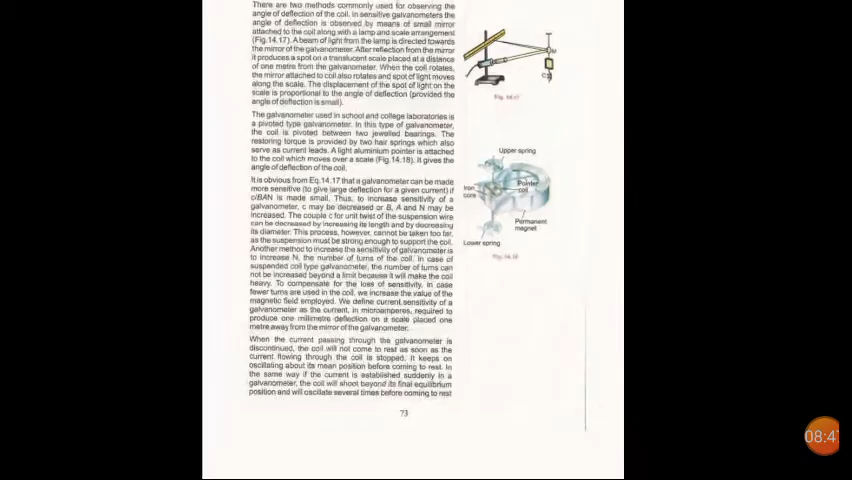 There are two methods commonly used for observing the
angle of deflection of the coil. In sensitive galvanometers the
angle of deflection is observed by means of small mirror
attached to the coil along with a lamp and scale arrangement
(Fig.14.17). A beam of light from the lamp is directed towards
the mirror of the galvanometer. After reflection from the mirror
it produces a spot on a translucent scale placed at a distance
of one metre from the galvanometer. When the coil rotates,
the mirror attached to coil also rotates and spot of light moves
along the scale. The displacement of the spot of light on the
scale is proportional to the angle of deflection (provided the
angle of deflection is small).
M
C
Fig. 14.17
The galvanometer used in school and college laboratories is
a pivoted type galvanometer. In this type of galvanometer,
the coil is pivoted between two jewelled bearings. The
restoring torque is provided by two hair springs which also
serve as current leads. A light aluminium pointer is attached
to the coil which moves over a scale (Fig.14.18). It gives the
angle of deflection of the coil.
Upper spring
Pointer
coil
Iron
core
Permanent
magnet
Lower spring
Fig. 14.18
It is obvious from Eq.14.17 that a galvanometer can be made
more sensitive (to give large deflection for a given current) if
c/BAN is made small. Thus, to increase sensitivity of a
galvanometer, c may be decreased or B, A and N may be
increased. The couple c for unit twist of the suspension wire
can be decreased by increasing its length and by decreasing
its diameter. This process, however, cannot be taken too far,
as the suspension must be strong enough to support the coil.
Another method to increase the sensitivity of galvanometer is
to increase N, the number of turns of the coil. In case of
suspended coil type galvanometer, the number of turns can
not be increased beyond a limit because it will make the coil
heavy. To compensate for the loss of sensitivity, in case
fewer turns are used in the coil, we increase the value of the
magnetic field employed. We define current sensitivity of a
galvanometer as the current, in microamperes, required to
produce one millimetre deflection on a scale placed one
metre away from the mirror of the galvanometer.
When the current passing through the galvanometer is
discontinued, the coil will not come to rest as soon as the
current flowing through the coil is stopped. It keeps on
oscillating about its mean position before coming to rest. In
the same way if the current is established suddenly in a
galvanometer, the coil will shoot beyond its final equilibrium
position and will oscillate several times before coming to rest
73
08:4